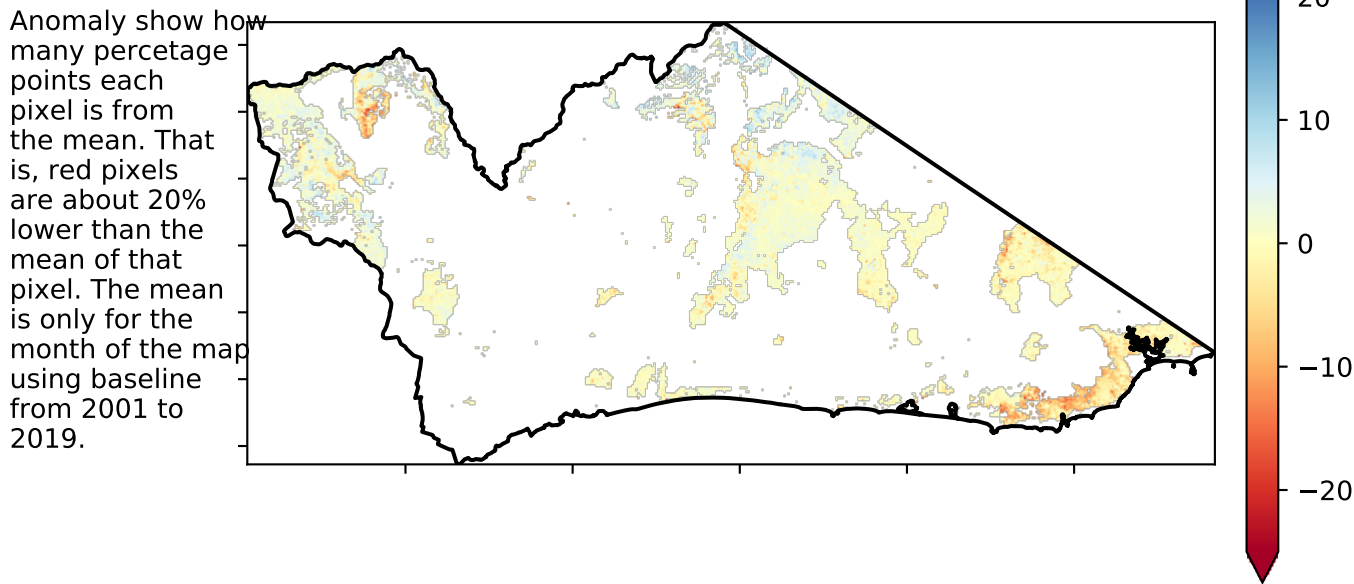 Anomaly show how
many percetage
points each
pixel is from
the mean. That
is, red pixels
are about 20%
lower than the
mean of that
pixel. The mean
is only for the
month of the map
using baseline
from 2001 to
2019.
20
10
0
−10
−20